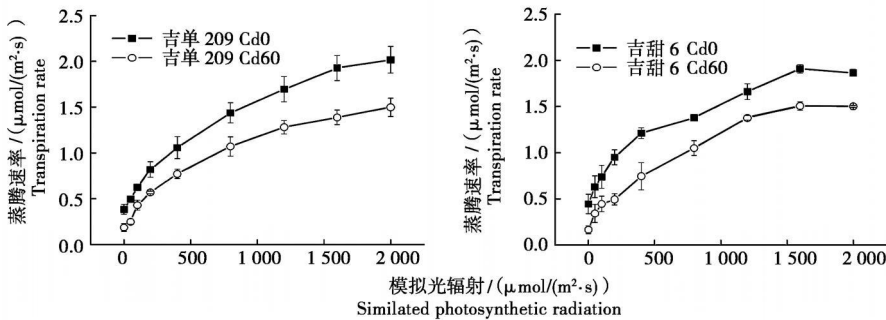 吉单 209 Cd0
吉单 209 Cd60
蒸腾速率 / (μmol/(m²·s)
Transpiration rate
2.5
2.0
1.5
1.0
0.5
0.0
0
500
1 000
1 500
2 000
吉甜 6 Cd0
吉甜 6 Cd60
蒸腾速率 / (μmol/(m²·s)
Transpiration rate
2.5
2.0
1.5
1.0
0.5
0.0
0
500
1 000
1 500
2 000
模拟光辐射 / (μmol/(m²·s)
Similated photosynthetic radiation